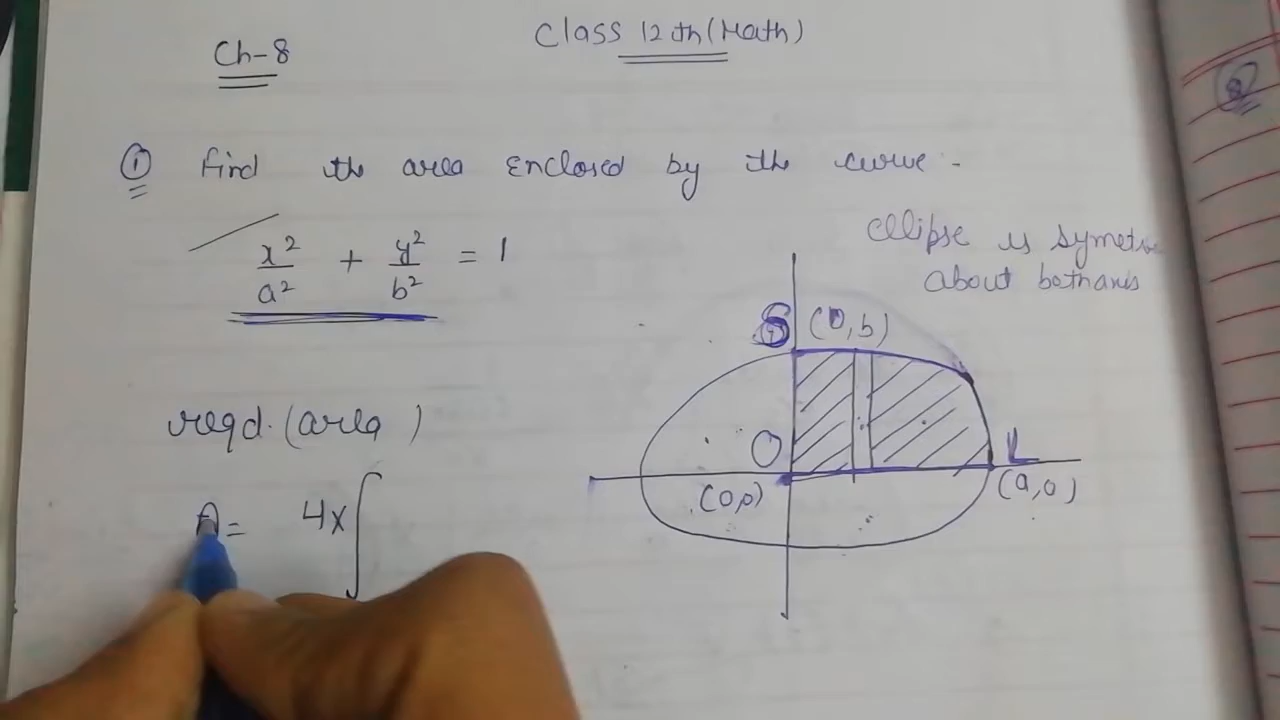 Ch-8
Class 12th (Math)
① Find the area enclosed by the curve -
x²/a² + y²/b² = 1
ellipse is symetri
about both axis
(0,b)
reqd. (area)
O
L
(0,0)
(a,0)
A = 4x∫